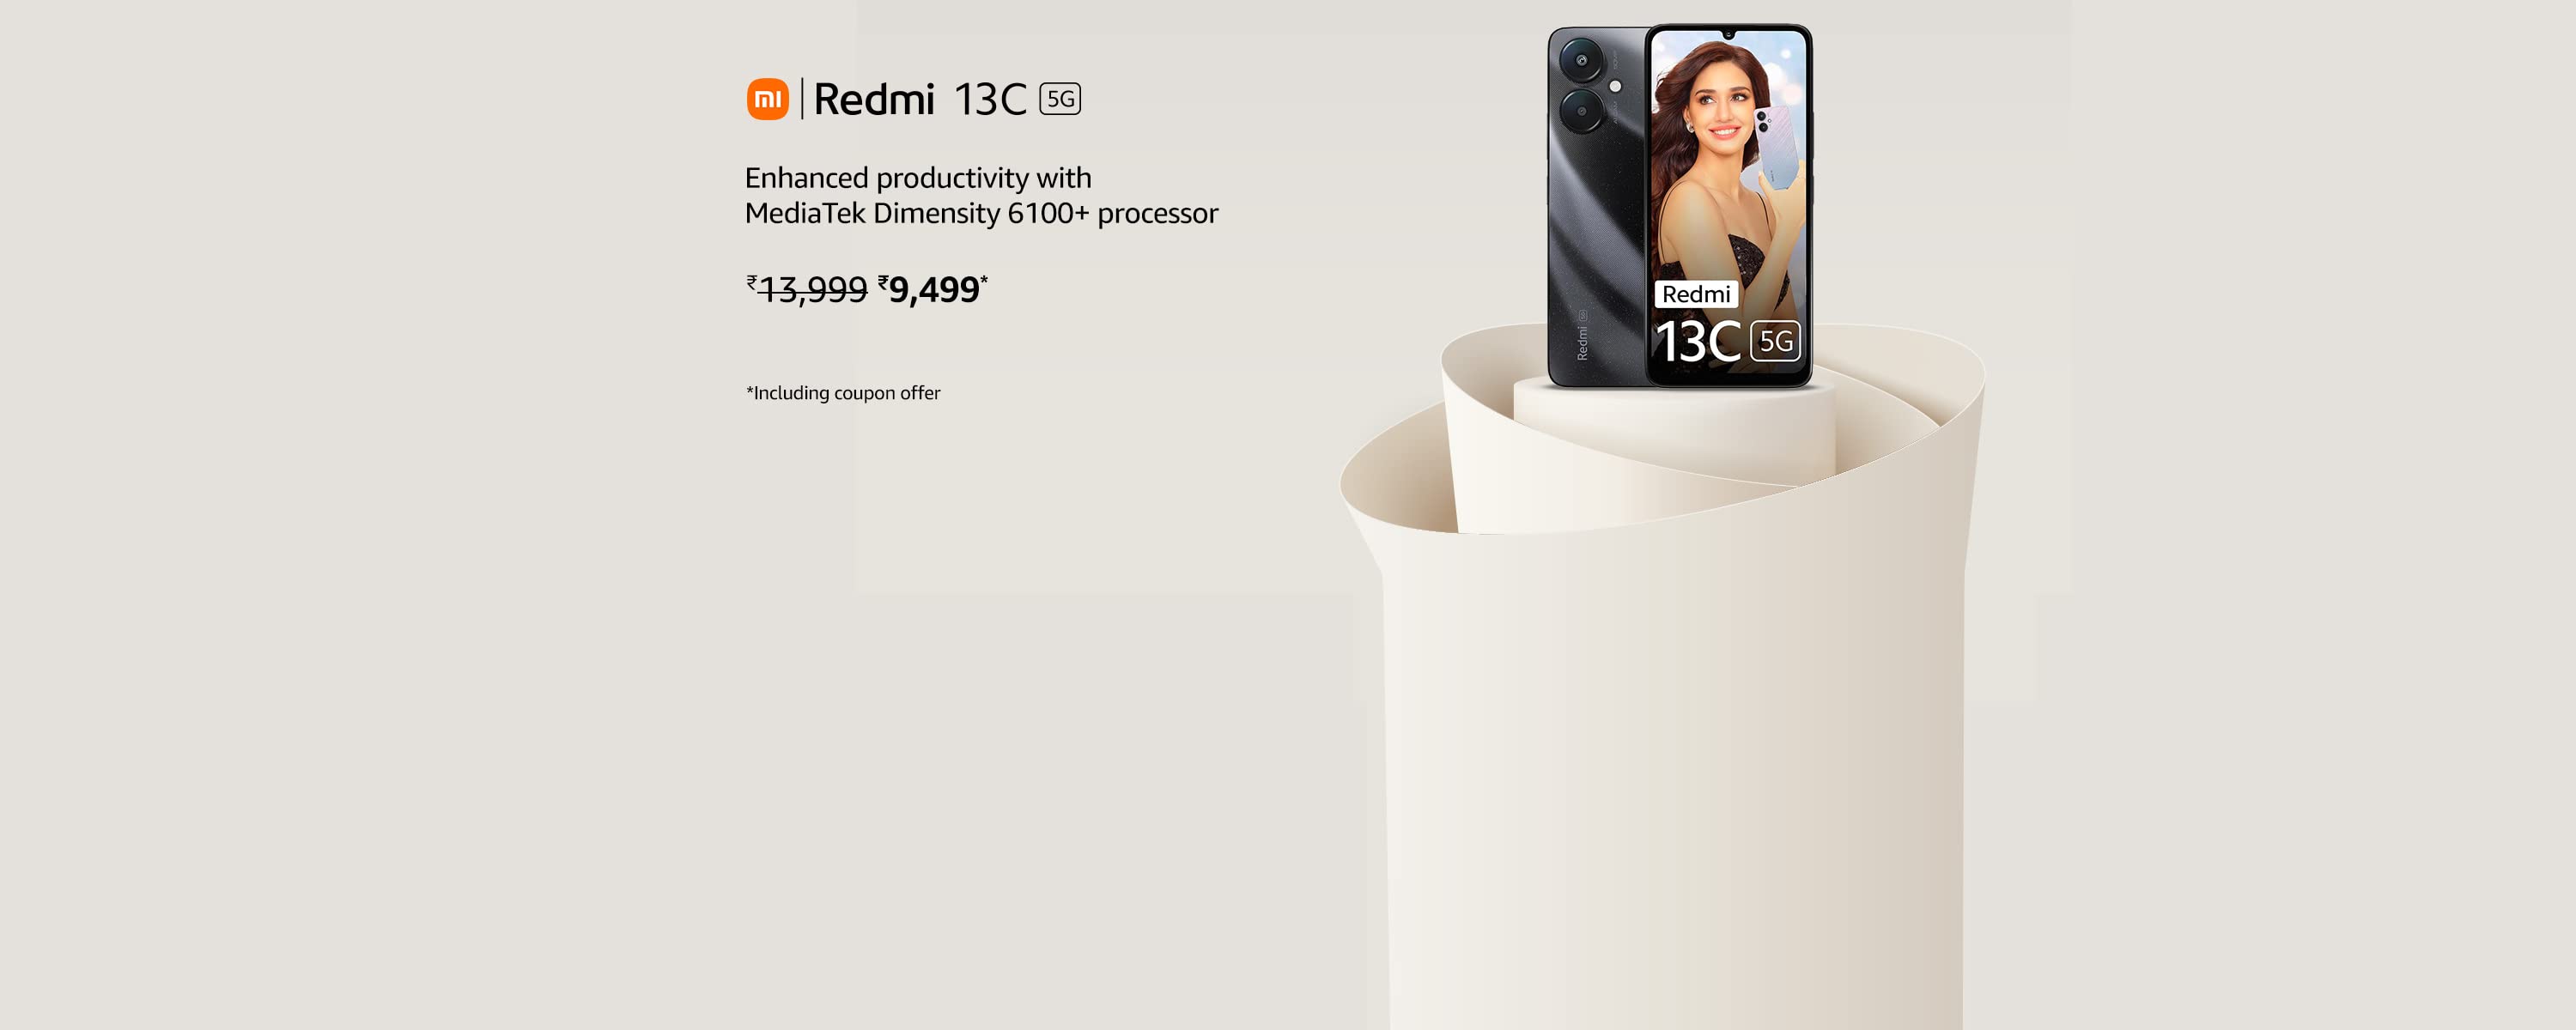 mi | Redmi 13C 5G
Enhanced productivity with
MediaTek Dimensity 6100+ processor
₹13,999 ₹9,499*
*Including coupon offer
Redmi 5G
Redmi
13C 5G